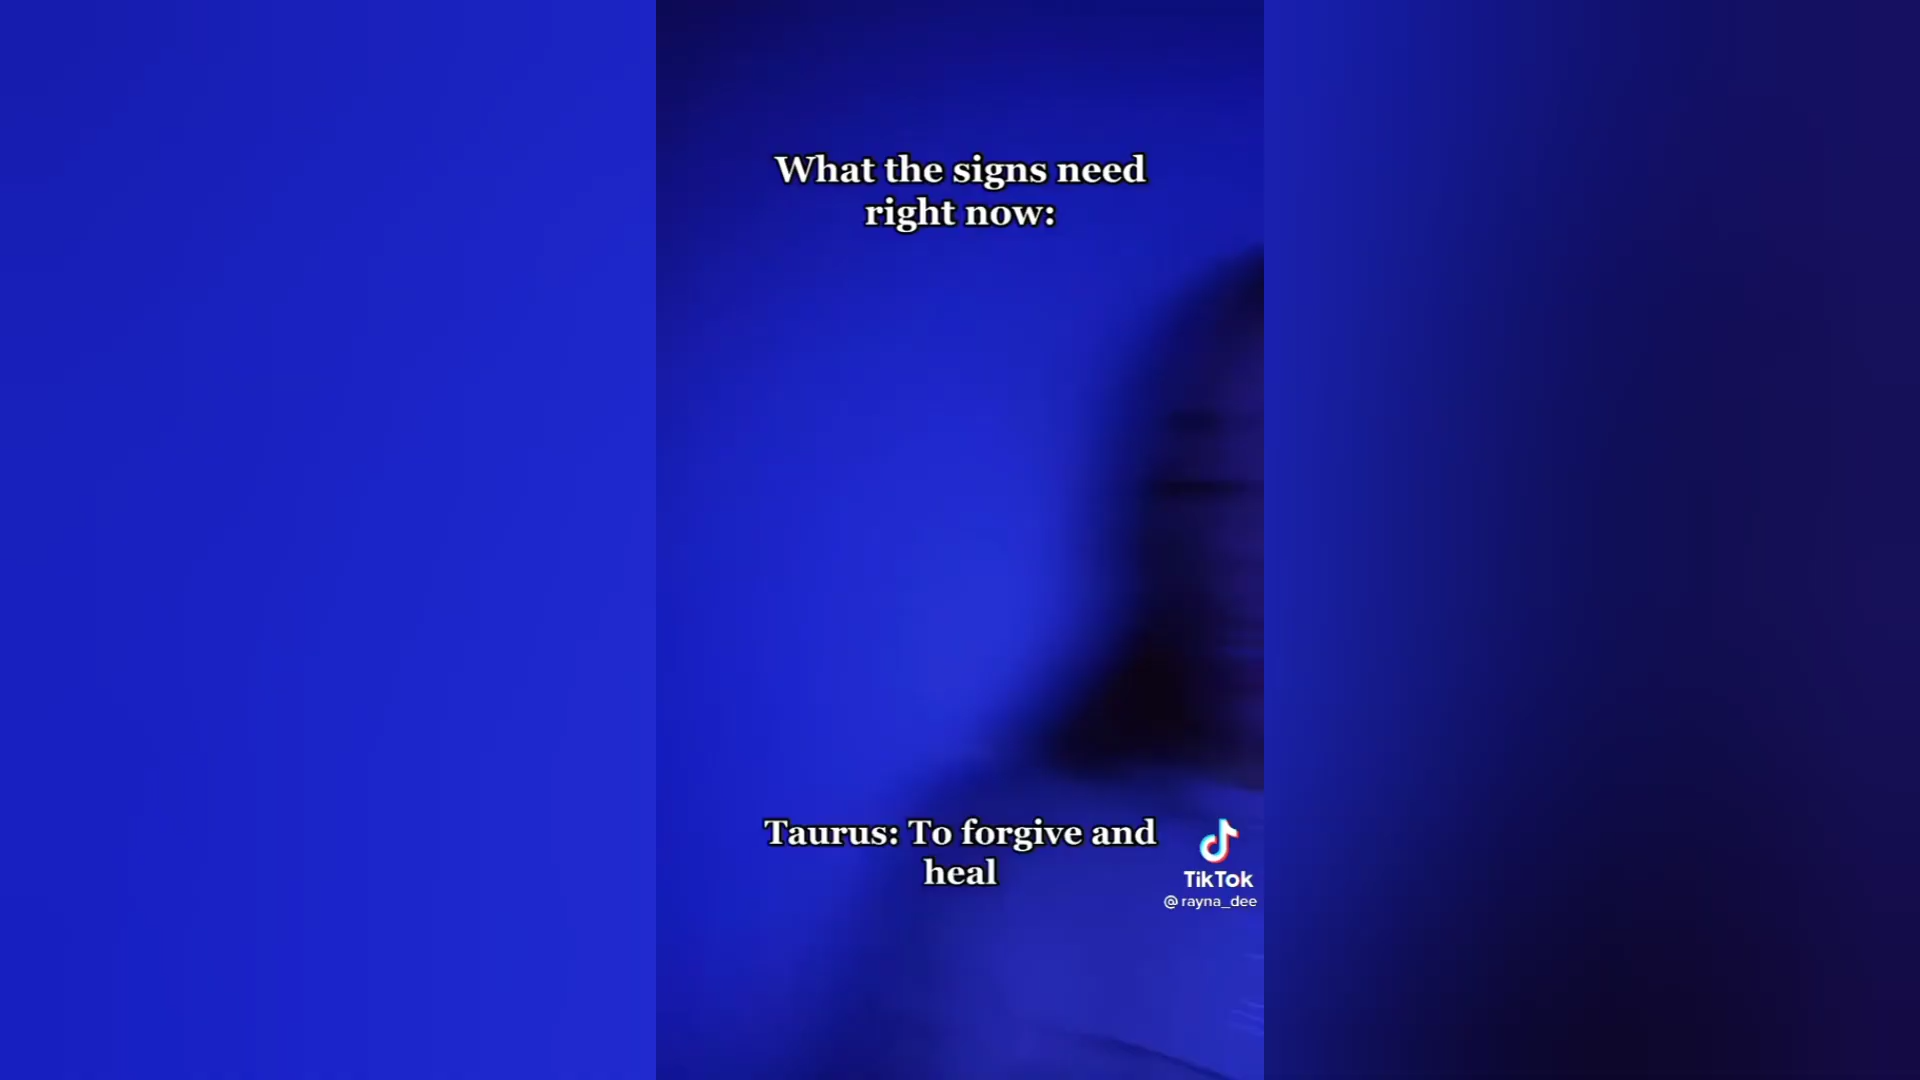 What the signs need
right now:
Taurus: To forgive and
heal
TikTok
@rayna_dee